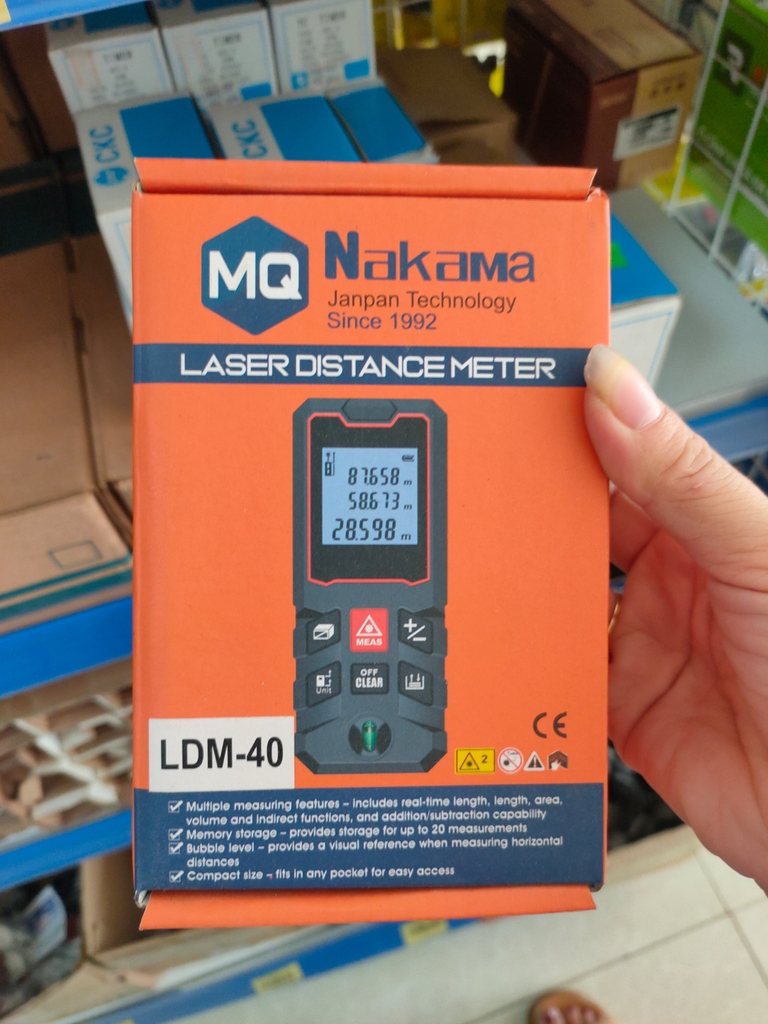 TIMER
CKC
CKC
MQ
Nakama
Janpan Technology
Since 1992
LASER DISTANCE METER
87.658 m
58.673 m
28.598 m
MEAS
+/-
Unit
OFF
CLEAR
LDM-40
CE
2
Multiple measuring features – includes real-time length, length, area,
volume and indirect functions, and addition/subtraction capability
Memory storage – provides storage for up to 20 measurements
Bubble level – provides a visual reference when measuring horizontal
distances
Compact size – fits in any pocket for easy access